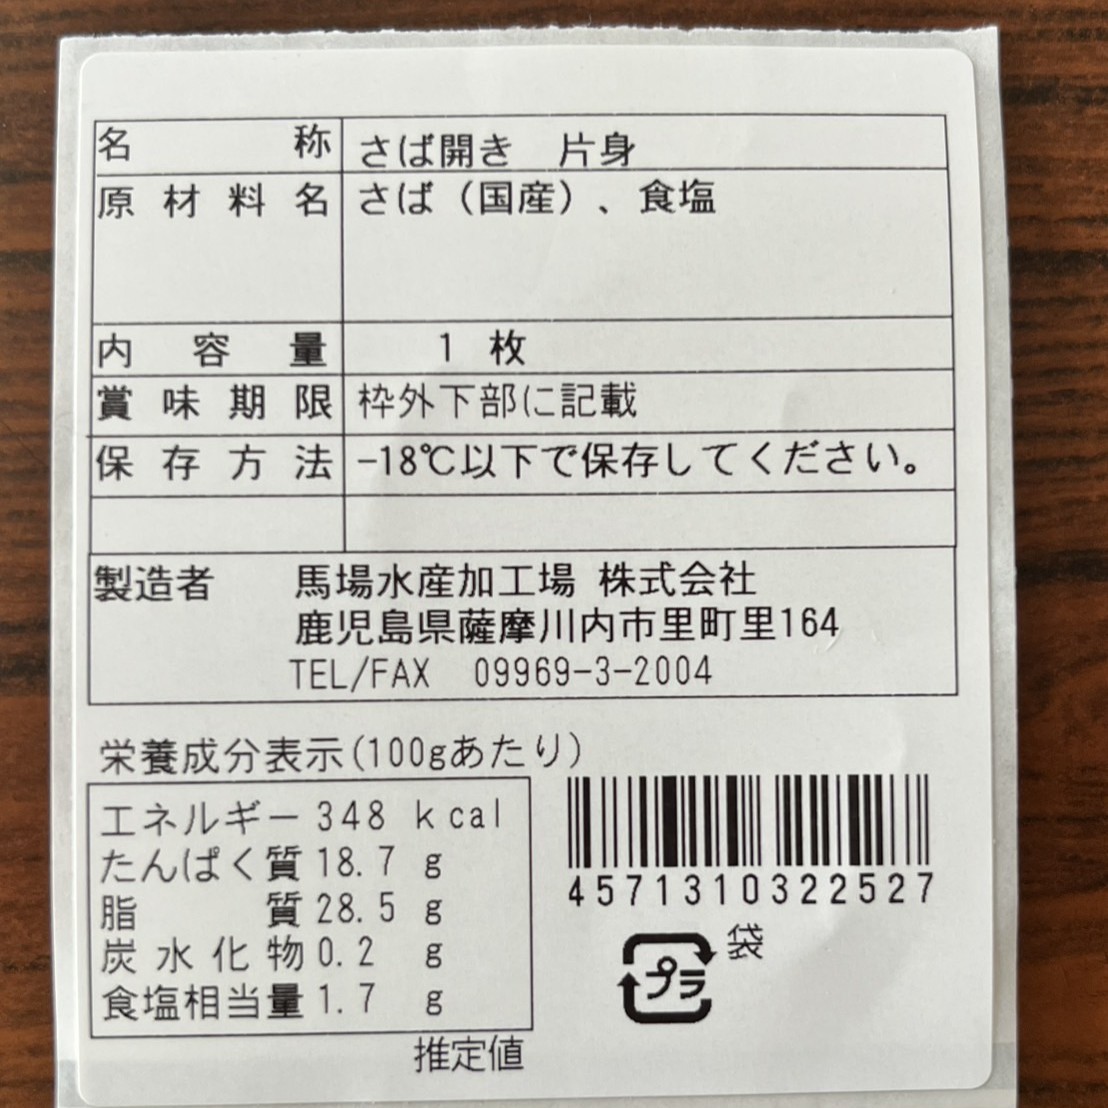 名称 さば開き 片身
原材料名 さば（国産）、食塩
内容量 1 枚
賞味期限 枠外下部に記載
保存方法 -18℃以下で保存してください。
製造者 馬場水産加工場 株式会社
鹿児島県薩摩川内市里町里164
TEL/FAX 09969-3-2004
栄養成分表示(100gあたり)
エネルギー 348 kcal
たんぱく質 18.7 g
脂質 28.5 g
炭水化物 0.2 g
食塩相当量 1.7 g
推定値
4571310322527
袋
プラ